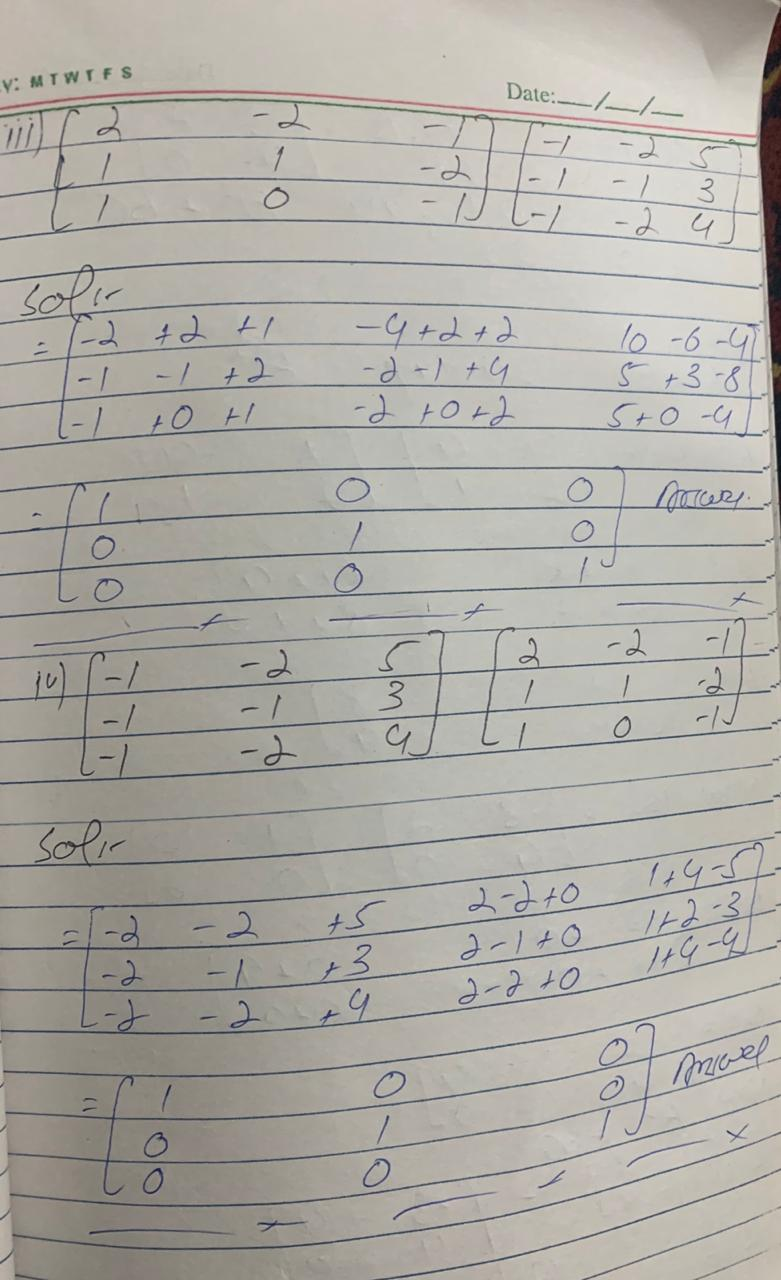 Y: M T W T F S
Date:__/__/__
iii) [2 -2 -1] [-1 -2 5]
[1 1 -2] [-1 -1 3]
[1 0 -1] [-1 -2 4]
Sol:-
= [-2 +2 +1 -4+2+2 10 -6 -4]
[-1 -1 +2 -2 -1 +4 5 +3 -8]
[-1 +0 +1 -2 +0 +2 5+0 -4]
= [1 0 0] Answer.
[0 1 0]
[0 0 1]
iv) [-1 -2 5] [2 -2 -1]
[-1 -1 3] [1 1 -2]
[-1 -2 4] [1 0 -1]
Sol:-
= [-2 -2 +5 2-2+0 1+4-5]
[-2 -1 +3 2-1+0 1+2-3]
[-2 -2 +4 2-2+0 1+4-4]
= [1 0 0] Answer
[0 1 0]
[0 0 1]